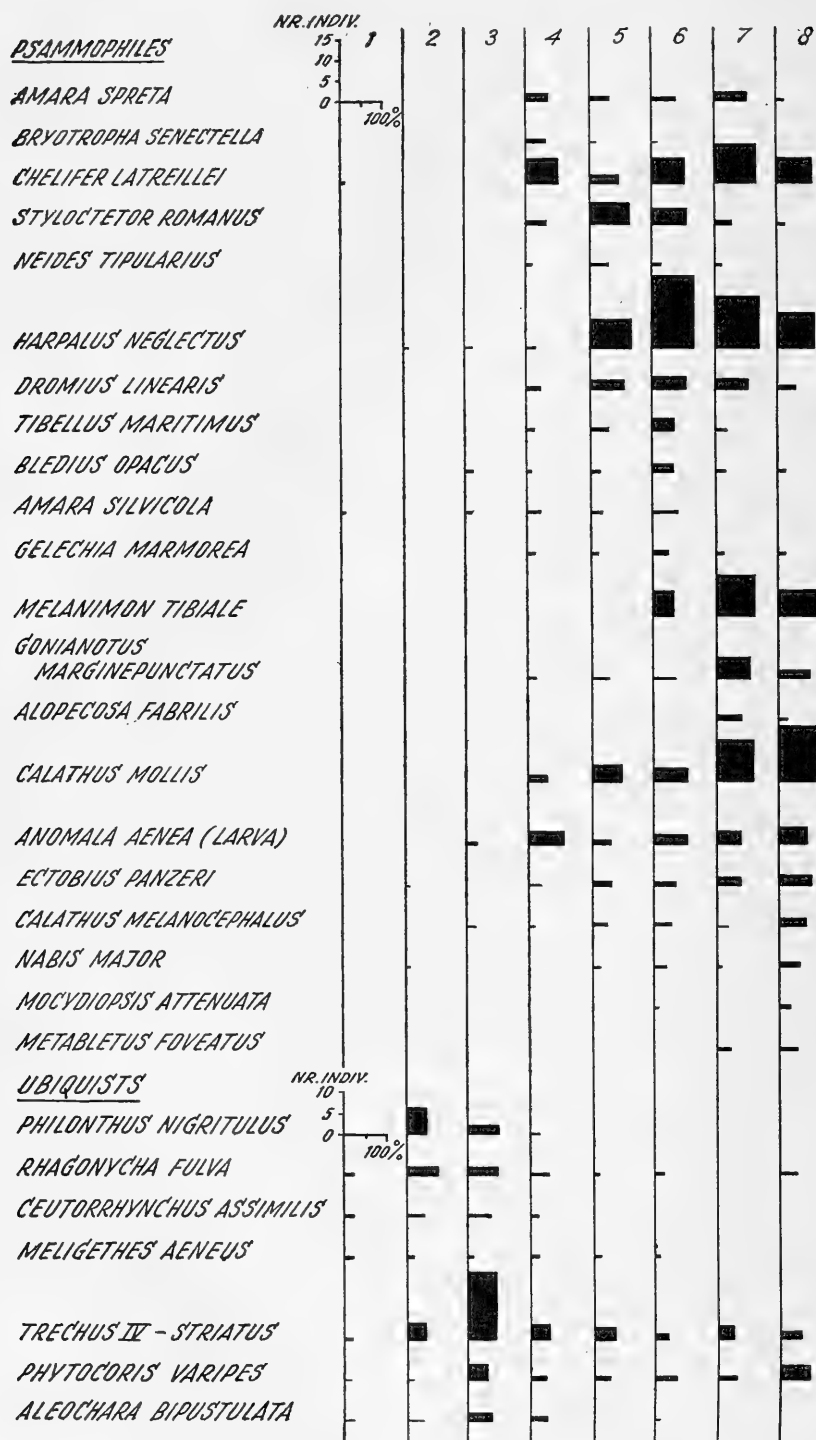 NR. INDIV.
PSAMMOPHILES
15
10
5
0
100%
1 2 3 4 5 6 7 8
AMARA SPRETA
BRYOTROPHA SENECTELLA
CHELIFER LATREILLEI
STYLOCTETOR ROMANUS
NEIDES TIPULARIUS
HARPALUS NEGLECTUS
DROMIUS LINEARIS
TIBELLUS MARITIMUS
BLEDIUS OPACUS
AMARA SILVICOLA
GELECHIA MARMOREA
MELANIMON TIBIALE
GONIANOTUS
MARGINEPUNCTATUS
ALOPECOSA FABRILIS
CALATHUS MOLLIS
ANOMALA AENEA (LARVA)
ECTOBIUS PANZERI
CALATHUS MELANOCEPHALUS
NABIS MAJOR
MOCYDIOPSIS ATTENUATA
METABLETUS FOVEATUS
UBIQUISTS
NR. INDIV.
10
5
0
100%
PHILONTHUS NIGRITULUS
RHAGONYCHA FULVA
CEUTORRHYNCHUS ASSIMILIS
MELIGETHES AENEUS
TRECHUS IV - STRIATUS
PHYTOCORIS VARIPES
ALEOCHARA BIPUSTULATA